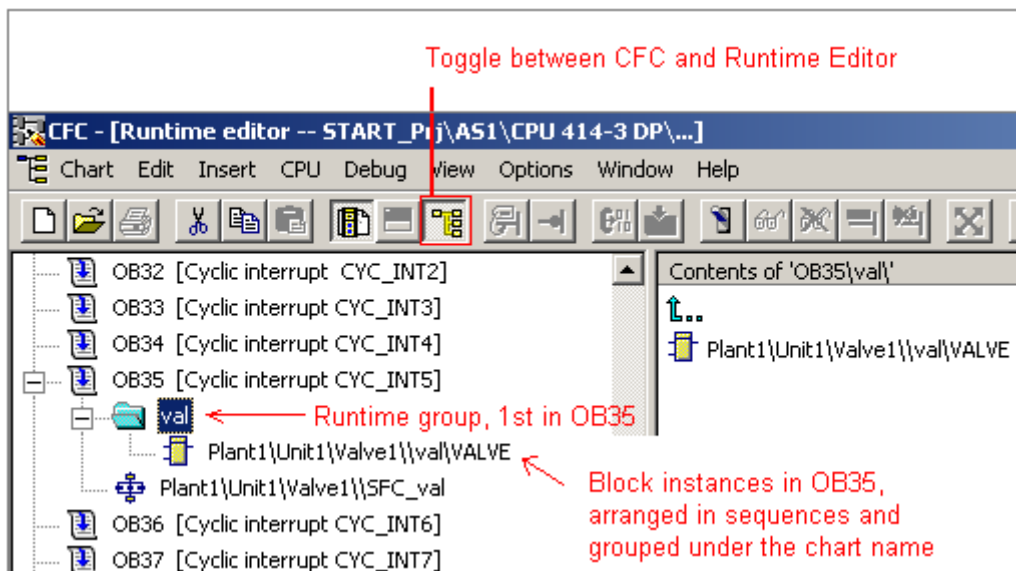 Toggle between CFC and Runtime Editor
CFC - [Runtime editor -- START_Prj\AS1\CPU 414-3 DP\...]
Chart Edit Insert CPU Debug View Options Window Help
OB32 [Cyclic interrupt CYC_INT2]
Contents of 'OB35\val\'
OB33 [Cyclic interrupt CYC_INT3]
..
OB34 [Cyclic interrupt CYC_INT4]
Plant1\Unit1\Valve1\\val\VALVE
OB35 [Cyclic interrupt CYC_INT5]
val
Runtime group, 1st in OB35
Plant1\Unit1\Valve1\\val\VALVE
Plant1\Unit1\Valve1\\SFC_val
Block instances in OB35,
arranged in sequences and
grouped under the chart name
OB36 [Cyclic interrupt CYC_INT6]
OB37 [Cyclic interrupt CYC_INT7]